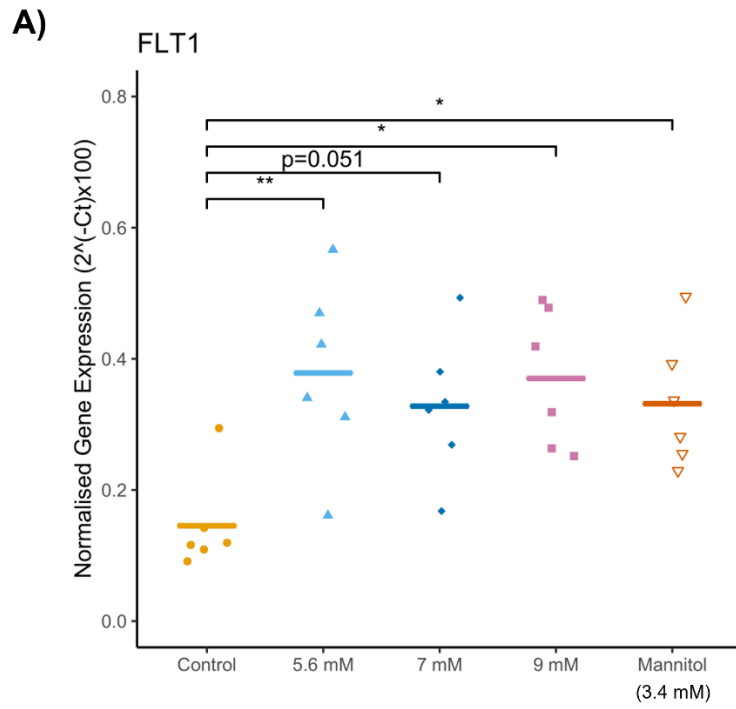 A)
FLT1
Normalised Gene Expression (2^(-Ct)x100)
0.8
0.6
0.4
0.2
0.0
*
*
p=0.051
**
Control
5.6 mM
7 mM
9 mM
Mannitol
(3.4 mM)